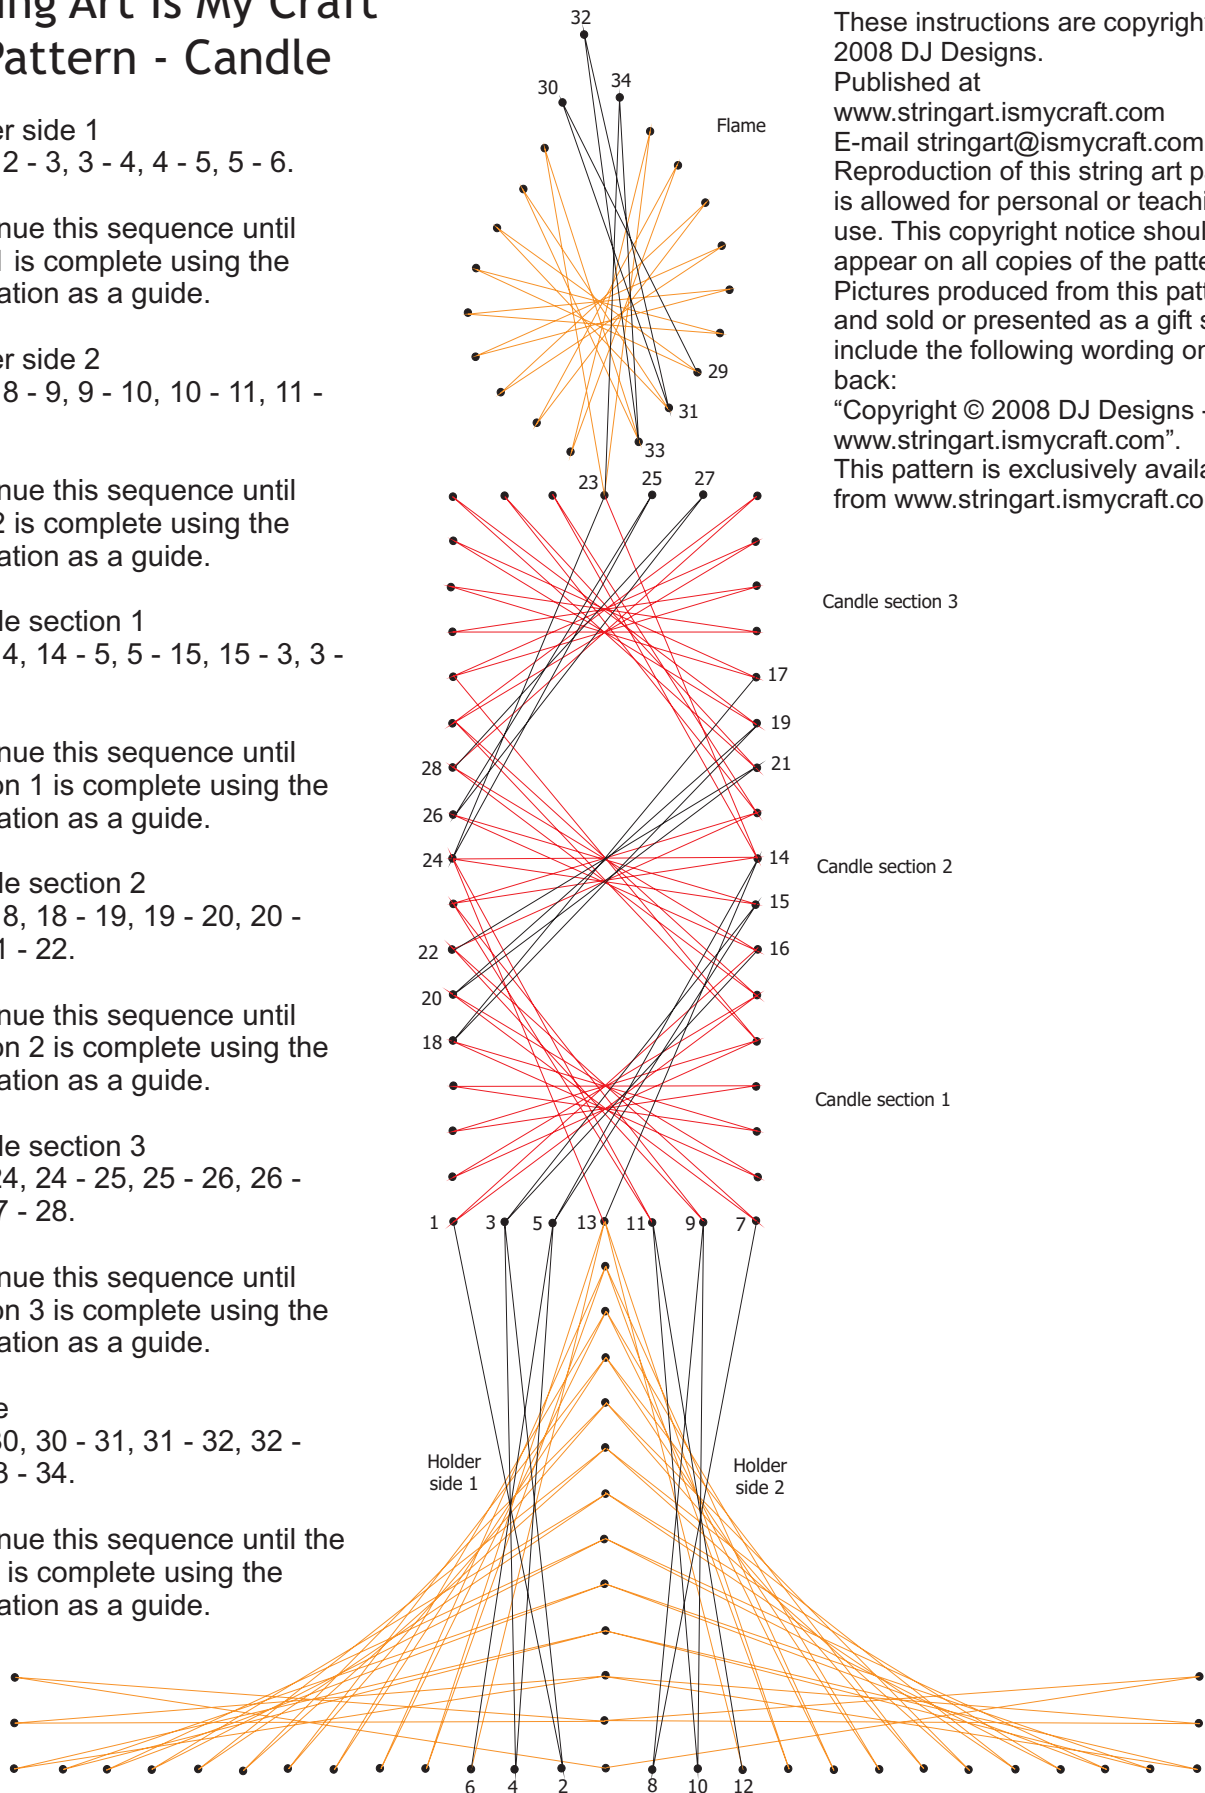 ing Art Is My Craft
Pattern - Candle
er side 1
2 - 3, 3 - 4, 4 - 5, 5 - 6.
nue this sequence until
1 is complete using the
ation as a guide.
er side 2
8 - 9, 9 - 10, 10 - 11, 11 -
nue this sequence until
2 is complete using the
ation as a guide.
le section 1
4, 14 - 5, 5 - 15, 15 - 3, 3 -
nue this sequence until
on 1 is complete using the
ation as a guide.
le section 2
8, 18 - 19, 19 - 20, 20 -
1 - 22.
nue this sequence until
on 2 is complete using the
ation as a guide.
le section 3
24, 24 - 25, 25 - 26, 26 -
7 - 28.
nue this sequence until
on 3 is complete using the
ation as a guide.
e
30, 30 - 31, 31 - 32, 32 -
3 - 34.
nue this sequence until the
is complete using the
ation as a guide.
These instructions are copyright
2008 DJ Designs.
Published at
www.stringart.ismycraft.com
E-mail stringart@ismycraft.com
Reproduction of this string art pa
is allowed for personal or teachi
use. This copyright notice shoul
appear on all copies of the patte
Pictures produced from this patt
and sold or presented as a gift s
include the following wording on
back:
“Copyright © 2008 DJ Designs -
www.stringart.ismycraft.com”.
This pattern is exclusively availa
from www.stringart.ismycraft.co
32
30 34
Flame
29
31
33
23 25 27
Candle section 3
17
19
28 21
26
24 14
Candle section 2
15
22 16
20
18
Candle section 1
1 3 5 13 11 9 7
Holder
side 1
Holder
side 2
6 4 2 8 10 12